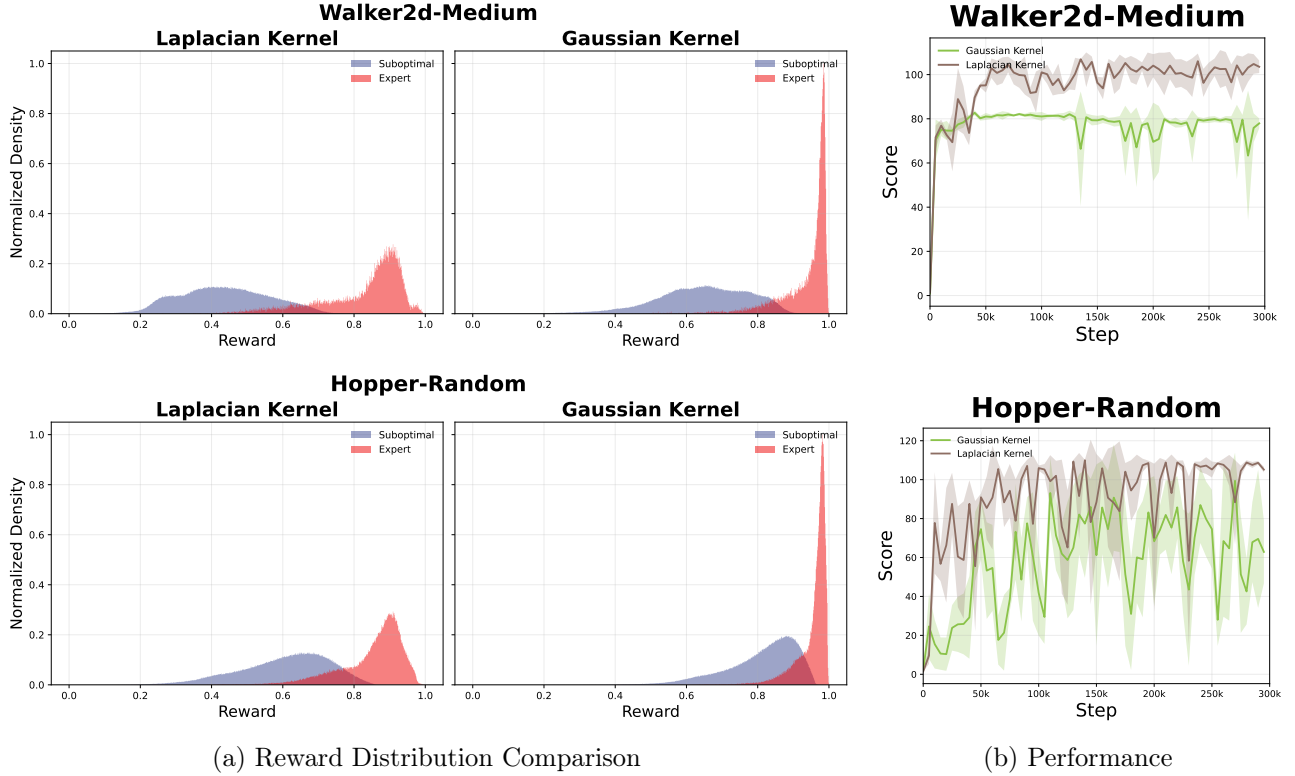 Walker2d-Medium
Laplacian Kernel
Gaussian Kernel
Normalized Density
1.0
0.8
0.6
0.4
0.2
0.0
Suboptimal
Expert
Suboptimal
Expert
0.0 0.2 0.4 0.6 0.8 1.0
0.0 0.2 0.4 0.6 0.8 1.0
Reward
Reward
Walker2d-Medium
Gaussian Kernel
Laplacian Kernel
Score
100
80
60
40
20
0
0 50k 100k 150k 200k 250k 300k
Step
Hopper-Random
Laplacian Kernel
Gaussian Kernel
Normalized Density
1.0
0.8
0.6
0.4
0.2
0.0
Suboptimal
Expert
Suboptimal
Expert
0.0 0.2 0.4 0.6 0.8 1.0
0.0 0.2 0.4 0.6 0.8 1.0
Reward
Reward
Hopper-Random
Gaussian Kernel
Laplacian Kernel
Score
120
100
80
60
40
20
0
0 50k 100k 150k 200k 250k 300k
Step
(a) Reward Distribution Comparison
(b) Performance